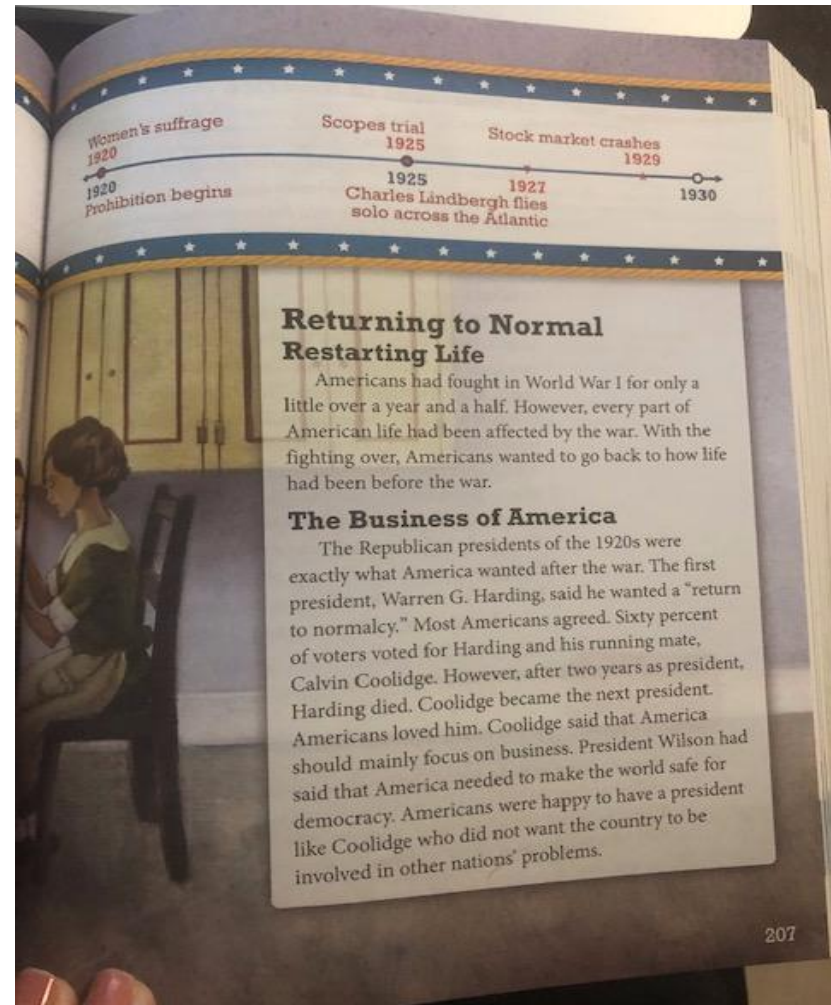 Women's suffrage
1920
Scopes trial
1925
Stock market crashes
1929
1920
Prohibition begins
1925
1927
Charles Lindbergh flies
solo across the Atlantic
1930
Returning to Normal
Restarting Life
Americans had fought in World War I for only a
little over a year and a half. However, every part of
American life had been affected by the war. With the
fighting over, Americans wanted to go back to how life
had been before the war.
The Business of America
The Republican presidents of the 1920s were
exactly what America wanted after the war. The first
president, Warren G. Harding, said he wanted a “return
to normalcy.” Most Americans agreed. Sixty percent
of voters voted for Harding and his running mate,
Calvin Coolidge. However, after two years as president,
Harding died. Coolidge became the next president.
Americans loved him. Coolidge said that America
should mainly focus on business. President Wilson had
said that America needed to make the world safe for
democracy. Americans were happy to have a president
like Coolidge who did not want the country to be
involved in other nations’ problems.
207